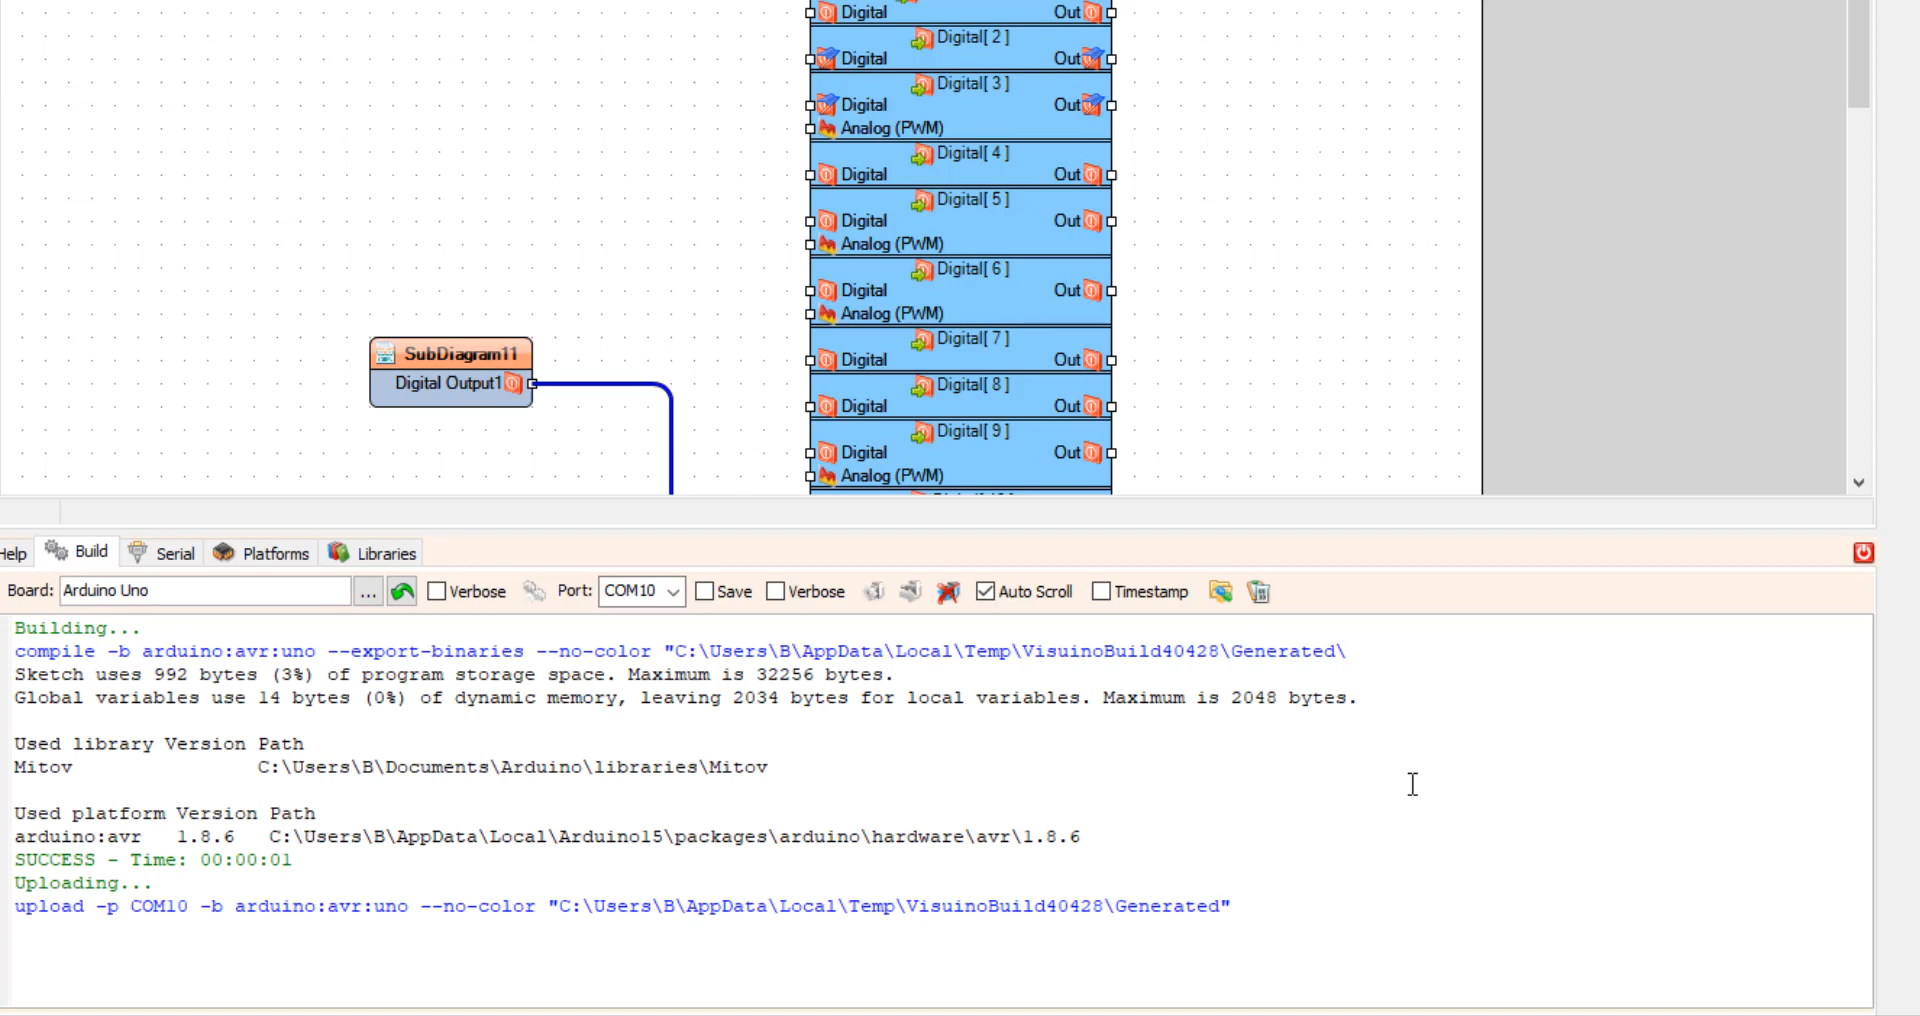 Digital Out
Digital[ 2 ]
Digital Out
Digital[ 3 ]
Digital Out
Analog (PWM)
Digital[ 4 ]
Digital Out
Digital[ 5 ]
Digital Out
Analog (PWM)
Digital[ 6 ]
Digital Out
Analog (PWM)
Digital[ 7 ]
Digital Out
Digital[ 8 ]
Digital Out
Digital[ 9 ]
Digital Out
Analog (PWM)
SubDiagram11
Digital Output1
Help Build Serial Platforms Libraries
Board: Arduino Uno ... Verbose Port: COM10 Save Verbose Auto Scroll Timestamp
Building...
compile -b arduino:avr:uno --export-binaries --no-color "C:\Users\B\AppData\Local\Temp\VisuinoBuild40428\Generated\
Sketch uses 992 bytes (3%) of program storage space. Maximum is 32256 bytes.
Global variables use 14 bytes (0%) of dynamic memory, leaving 2034 bytes for local variables. Maximum is 2048 bytes.
Used library Version Path
Mitov C:\Users\B\Documents\Arduino\libraries\Mitov
Used platform Version Path
arduino:avr 1.8.6 C:\Users\B\AppData\Local\Arduino15\packages\arduino\hardware\avr\1.8.6
SUCCESS - Time: 00:00:01
Uploading...
upload -p COM10 -b arduino:avr:uno --no-color "C:\Users\B\AppData\Local\Temp\VisuinoBuild40428\Generated"